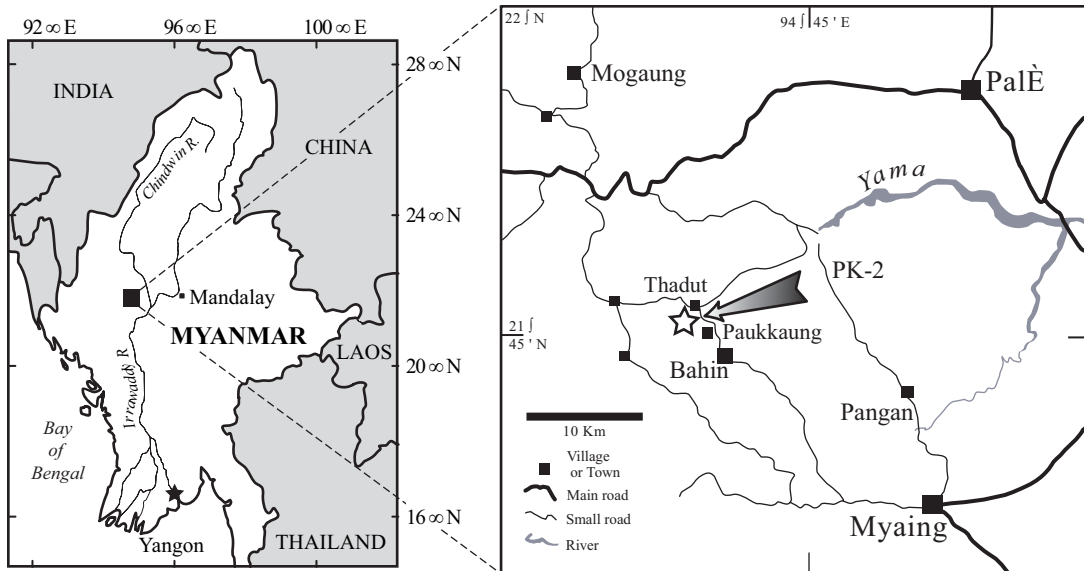 92 ∞ E
96 ∞ E
100 ∞ E
28 ∞ N
24 ∞ N
20 ∞ N
16 ∞ N
INDIA
CHINA
Chindwin R.
Mandalay
MYANMAR
LAOS
Irrawaddy R
Bay
of
Bengal
Yangon
THAILAND
22 ∫ N
94 ∫ 45 ' E
Mogaung
PalÈ
Yama
PK-2
Thadut
Paukkaung
21 ∫
45 ' N
Bahin
Pangan
10 Km
Village
or Town
Main road
Small road
River
Myaing